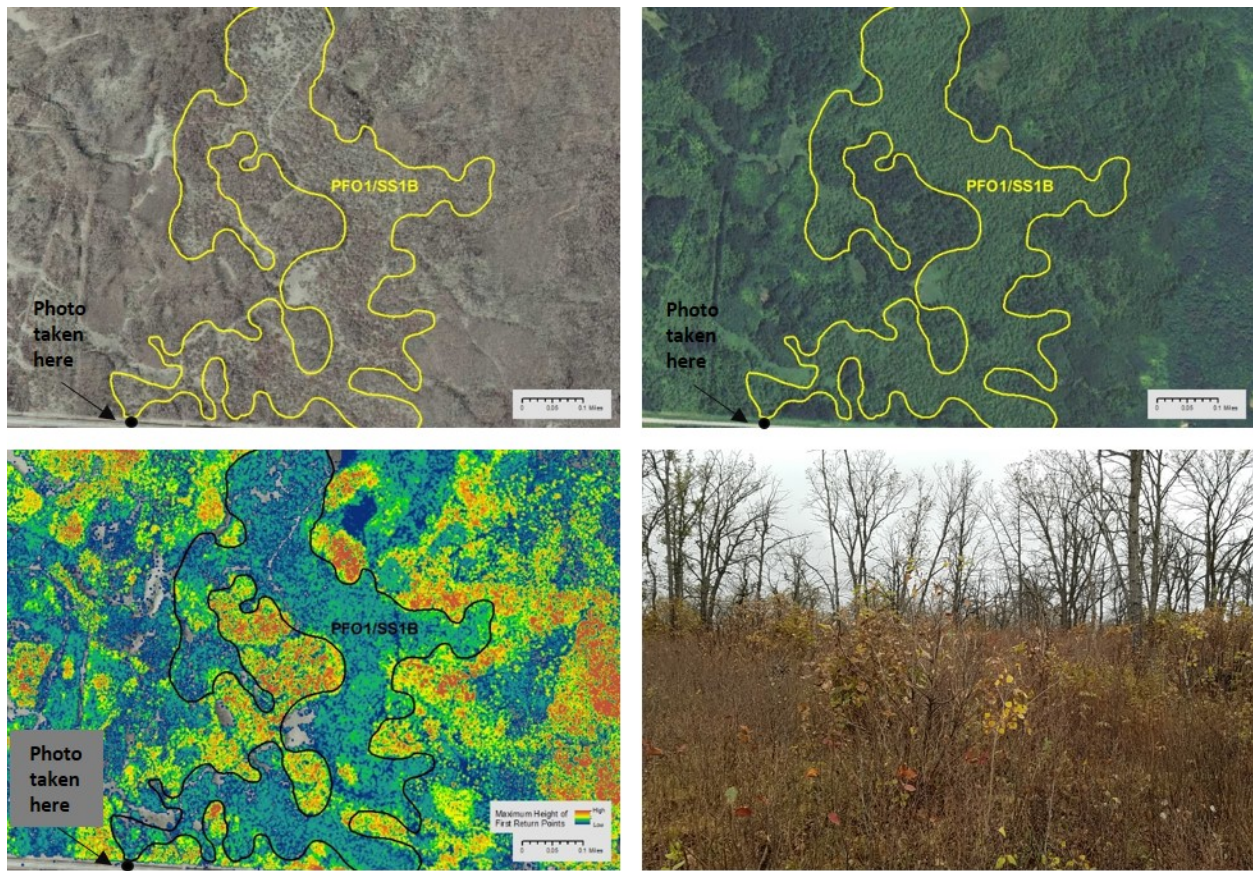 PFO1/SS1B
Photo
taken
here
0 0.05 0.1 Miles
PFO1/SS1B
Photo
taken
here
0 0.05 0.1 Miles
PFO1/SS1B
Photo
taken
here
Maximum Height of
First Return Points
High
Low
0 0.05 0.1 Miles